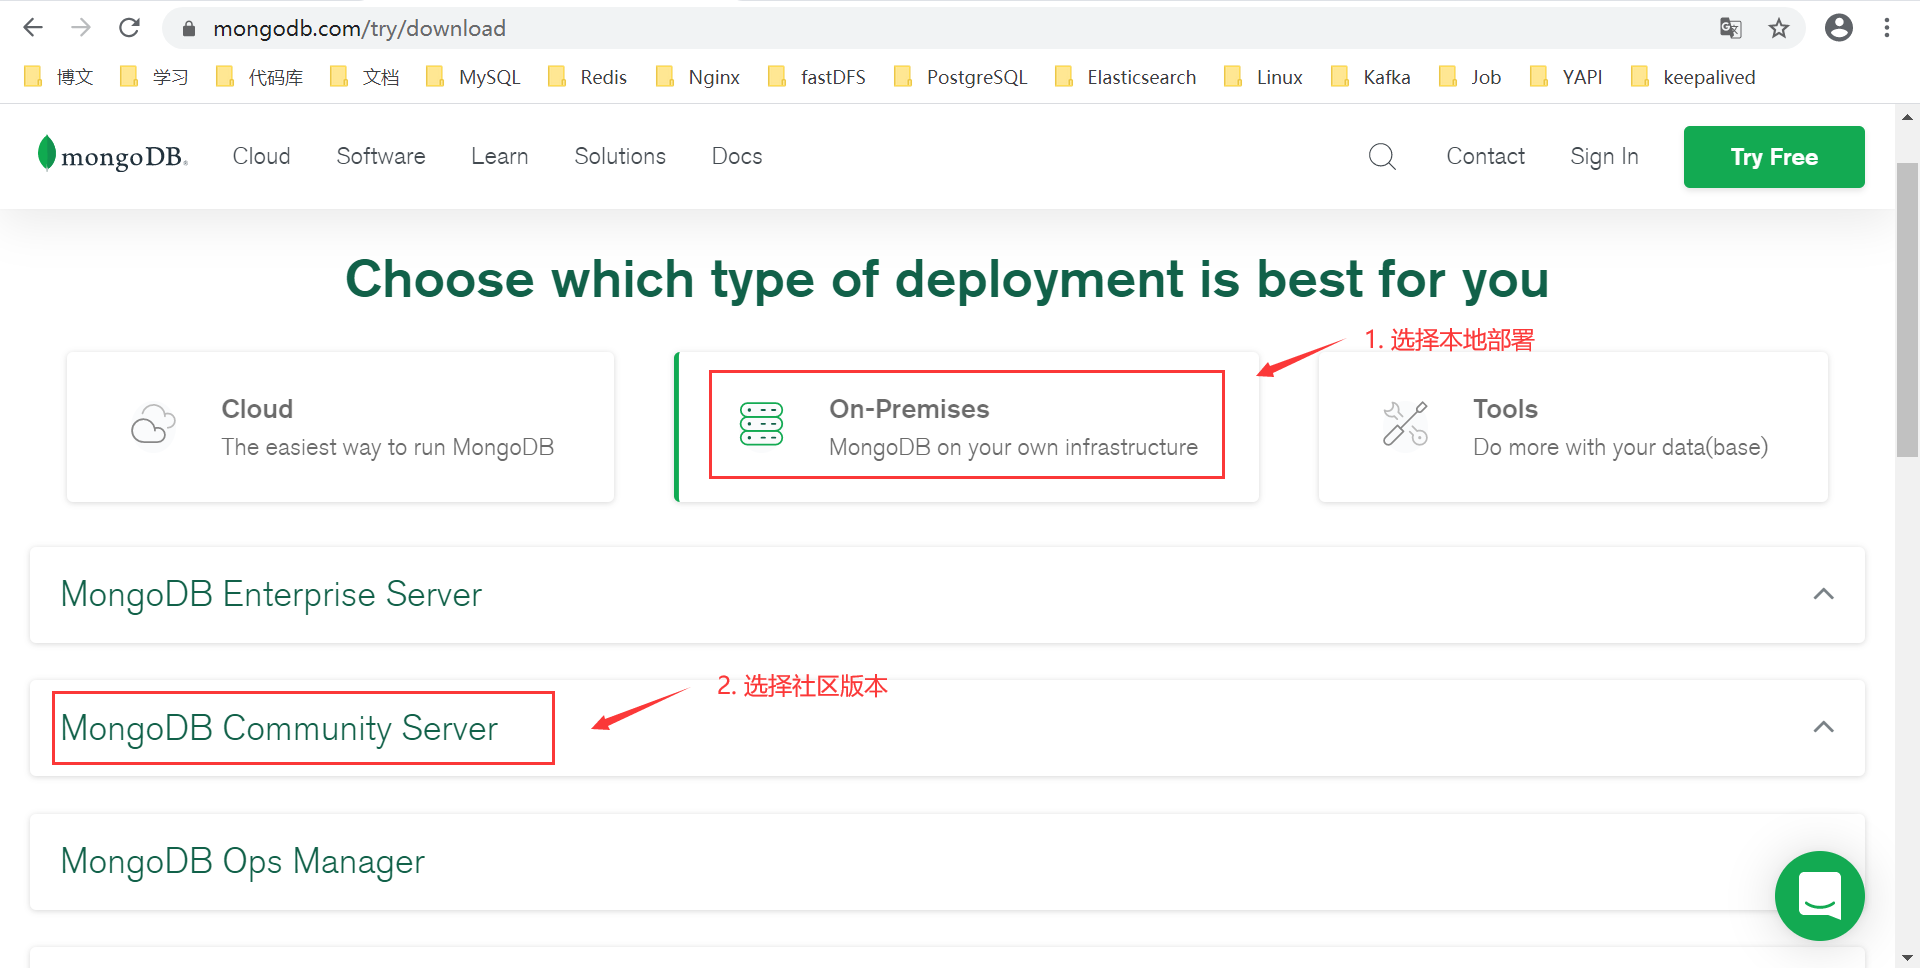 mongodb.com/try/download
博文 学习 代码库 文档 MySQL Redis Nginx fastDFS PostgreSQL Elasticsearch Linux Kafka Job YAPI keepalived
mongoDB. Cloud Software Learn Solutions Docs Contact Sign In Try Free
Choose which type of deployment is best for you
1. 选择本地部署
Cloud
The easiest way to run MongoDB
On-Premises
MongoDB on your own infrastructure
Tools
Do more with your data(base)
MongoDB Enterprise Server
2. 选择社区版本
MongoDB Community Server
MongoDB Ops Manager